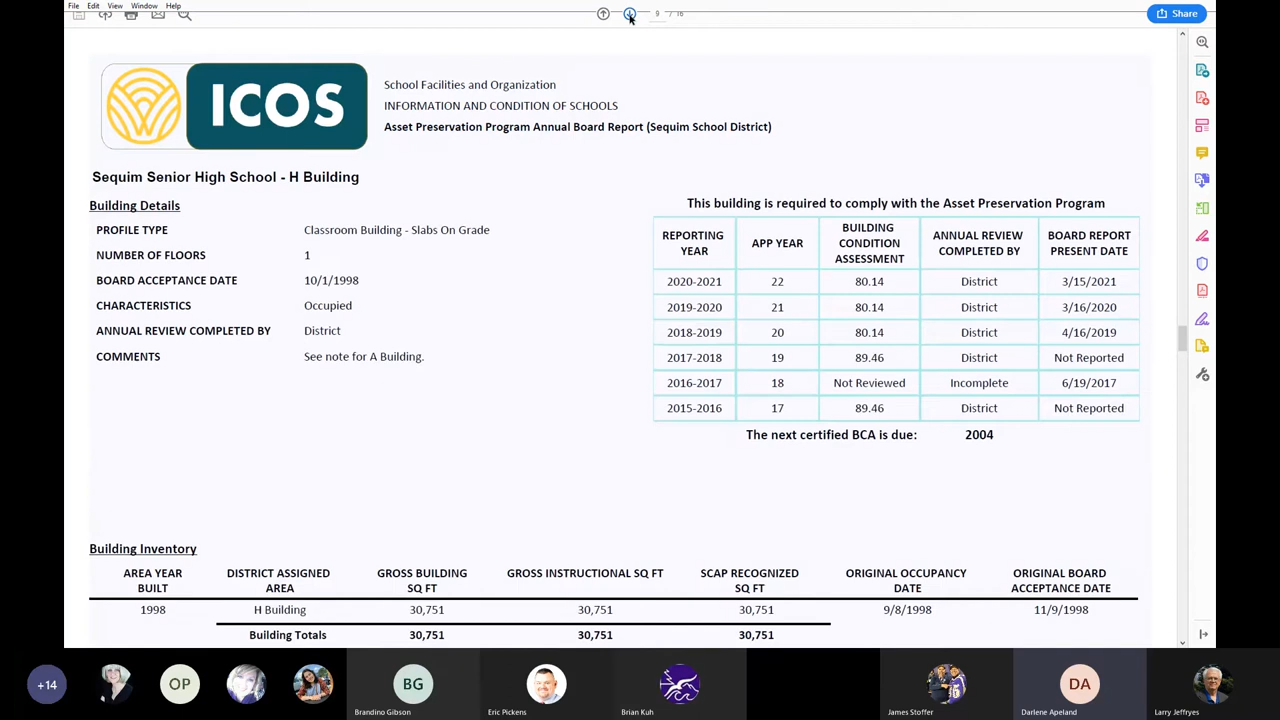 File Edit View Window Help
9 / 16
Share
ICOS
School Facilities and Organization
INFORMATION AND CONDITION OF SCHOOLS
Asset Preservation Program Annual Board Report (Sequim School District)
Sequim Senior High School - H Building
Building Details
PROFILE TYPE Classroom Building - Slabs On Grade
NUMBER OF FLOORS 1
BOARD ACCEPTANCE DATE 10/1/1998
CHARACTERISTICS Occupied
ANNUAL REVIEW COMPLETED BY District
COMMENTS See note for A Building.
This building is required to comply with the Asset Preservation Program
REPORTING YEAR APP YEAR BUILDING CONDITION ASSESSMENT ANNUAL REVIEW COMPLETED BY BOARD REPORT PRESENT DATE
2020-2021 22 80.14 District 3/15/2021
2019-2020 21 80.14 District 3/16/2020
2018-2019 20 80.14 District 4/16/2019
2017-2018 19 89.46 District Not Reported
2016-2017 18 Not Reviewed Incomplete 6/19/2017
2015-2016 17 89.46 District Not Reported
The next certified BCA is due: 2004
Building Inventory
AREA YEAR BUILT DISTRICT ASSIGNED AREA GROSS BUILDING SQ FT GROSS INSTRUCTIONAL SQ FT SCAP RECOGNIZED SQ FT ORIGINAL OCCUPANCY DATE ORIGINAL BOARD ACCEPTANCE DATE
1998 H Building 30,751 30,751 30,751 9/8/1998 11/9/1998
Building Totals 30,751 30,751 30,751
+14 OP BG DA
Brandino Gibson Eric Pickens Brian Kuh James Stoffer Darlene Apeland Larry Jeffryes